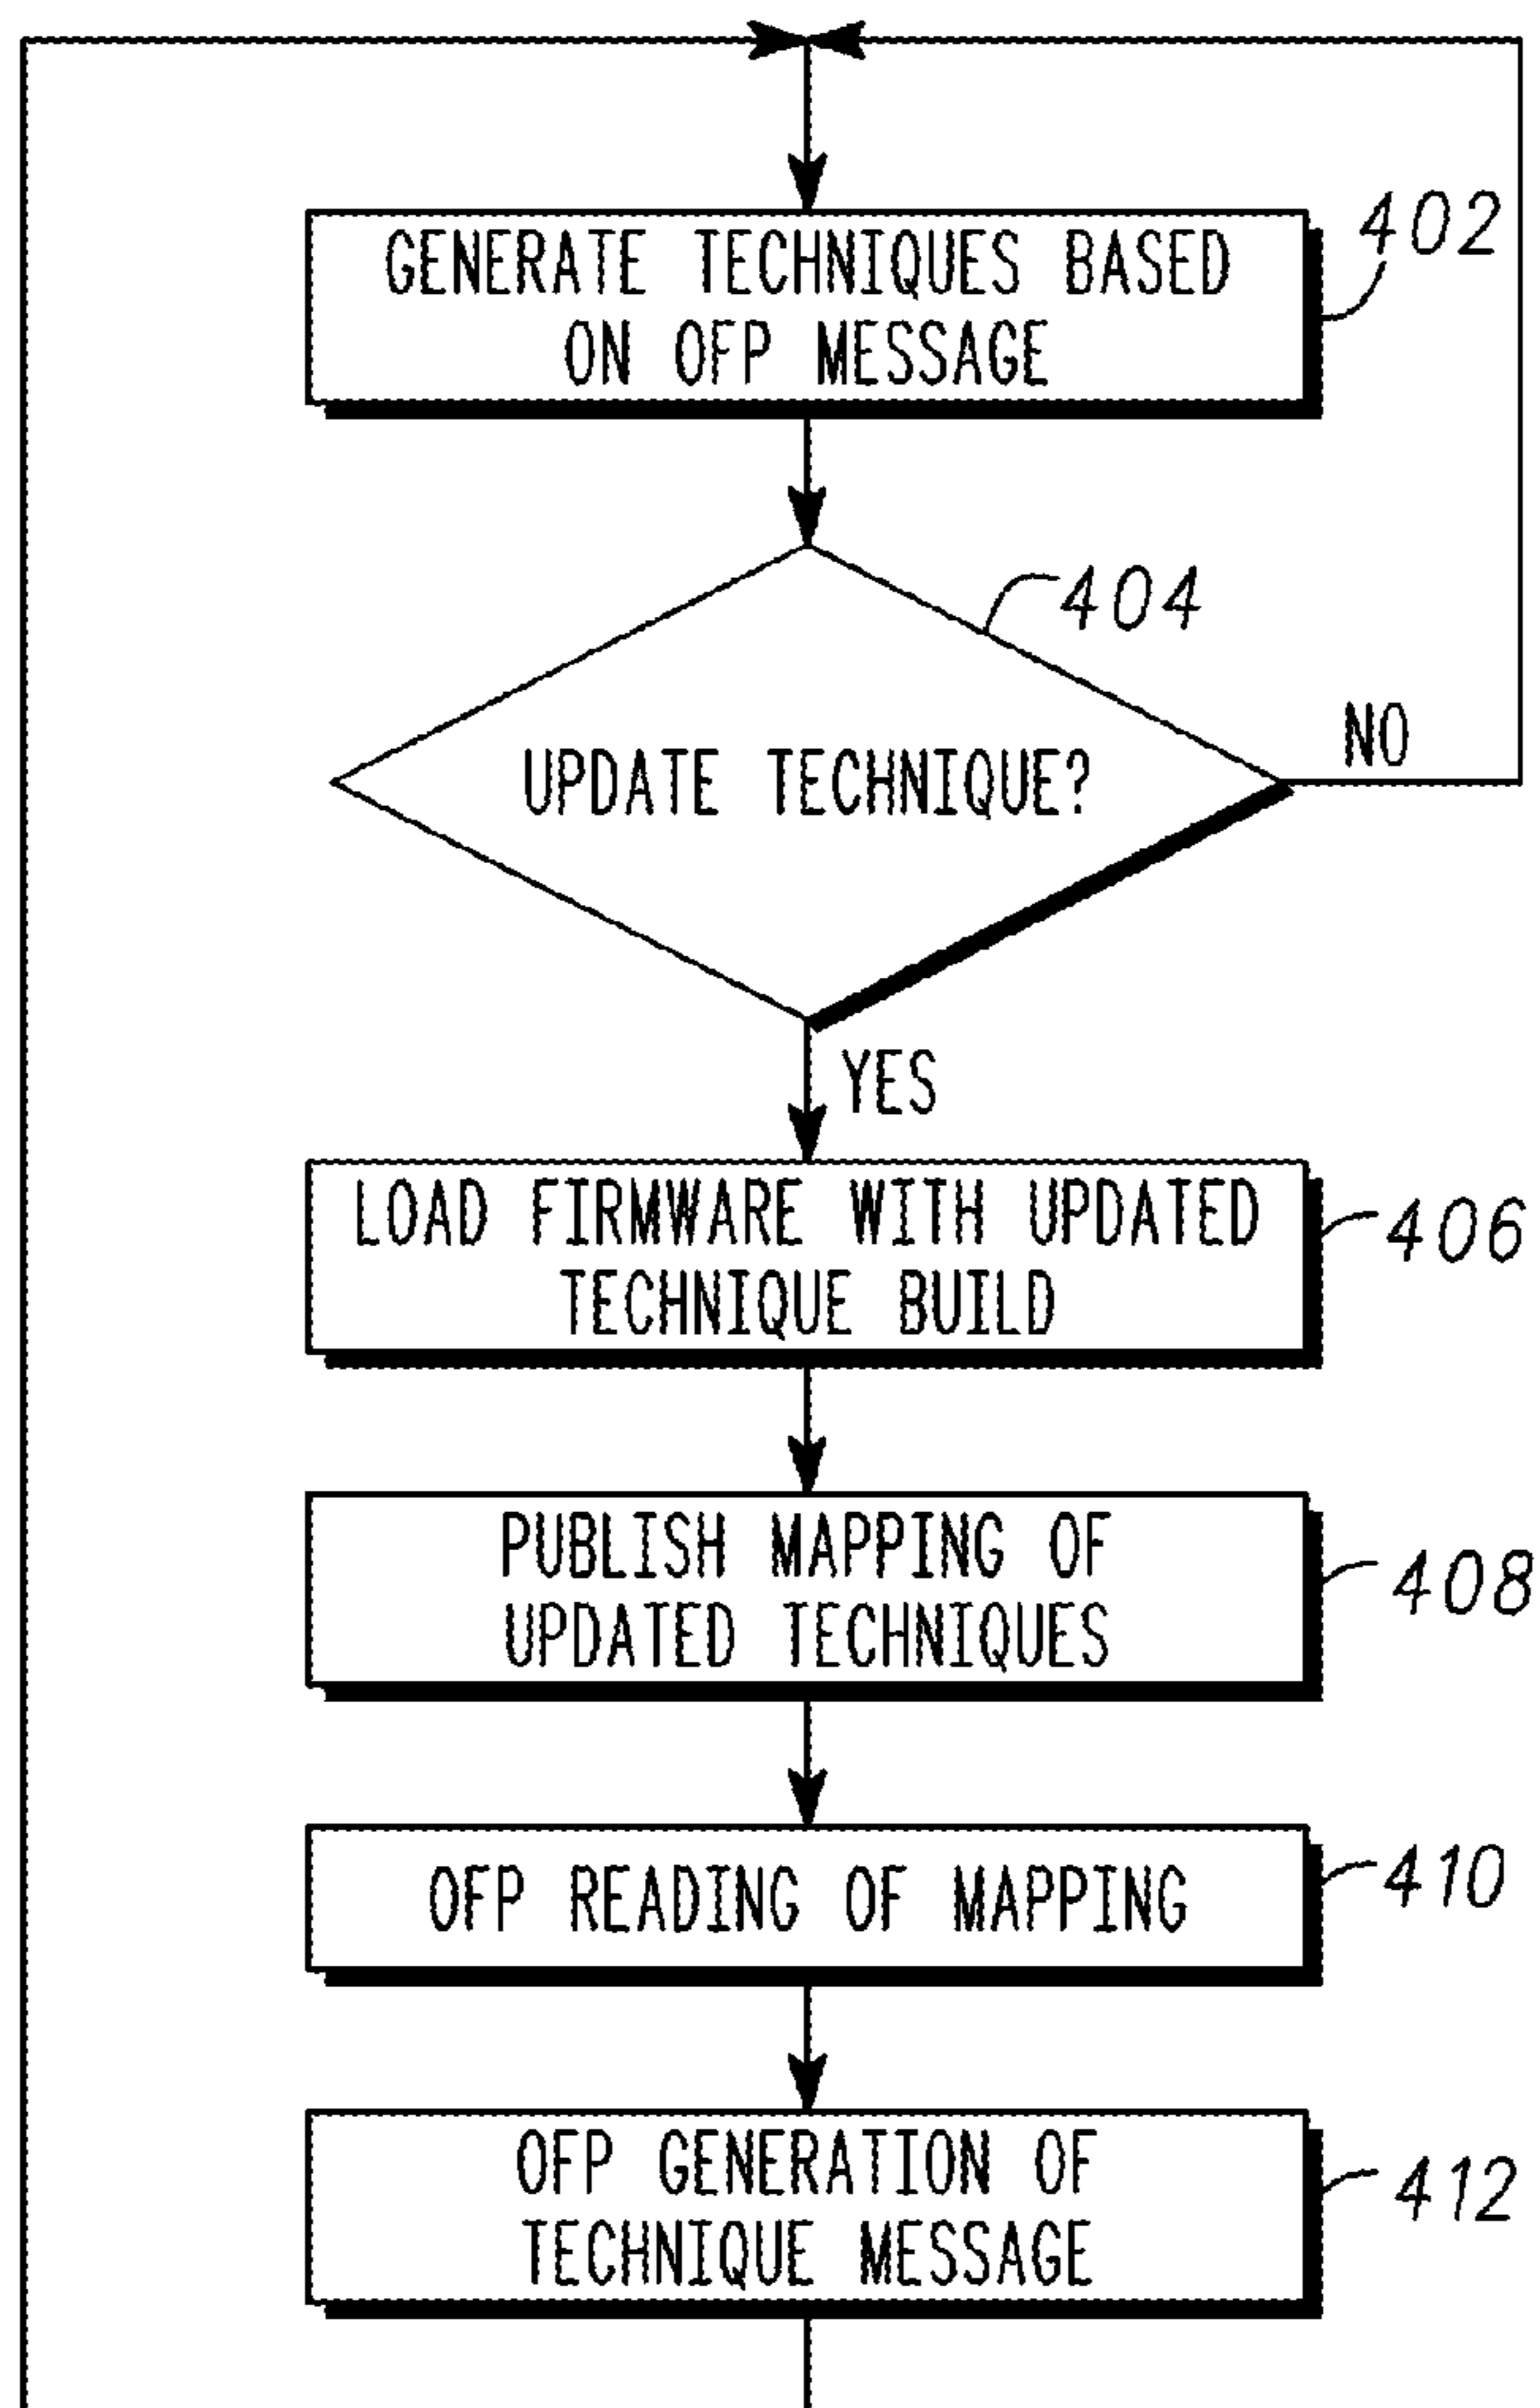 GENERATE TECHNIQUES BASED
ON OFP MESSAGE
402
404
UPDATE TECHNIQUE?
NO
YES
LOAD FIRMWARE WITH UPDATED
TECHNIQUE BUILD
406
PUBLISH MAPPING OF
UPDATED TECHNIQUES
408
OFP READING OF MAPPING
410
OFP GENERATION OF
TECHNIQUE MESSAGE
412